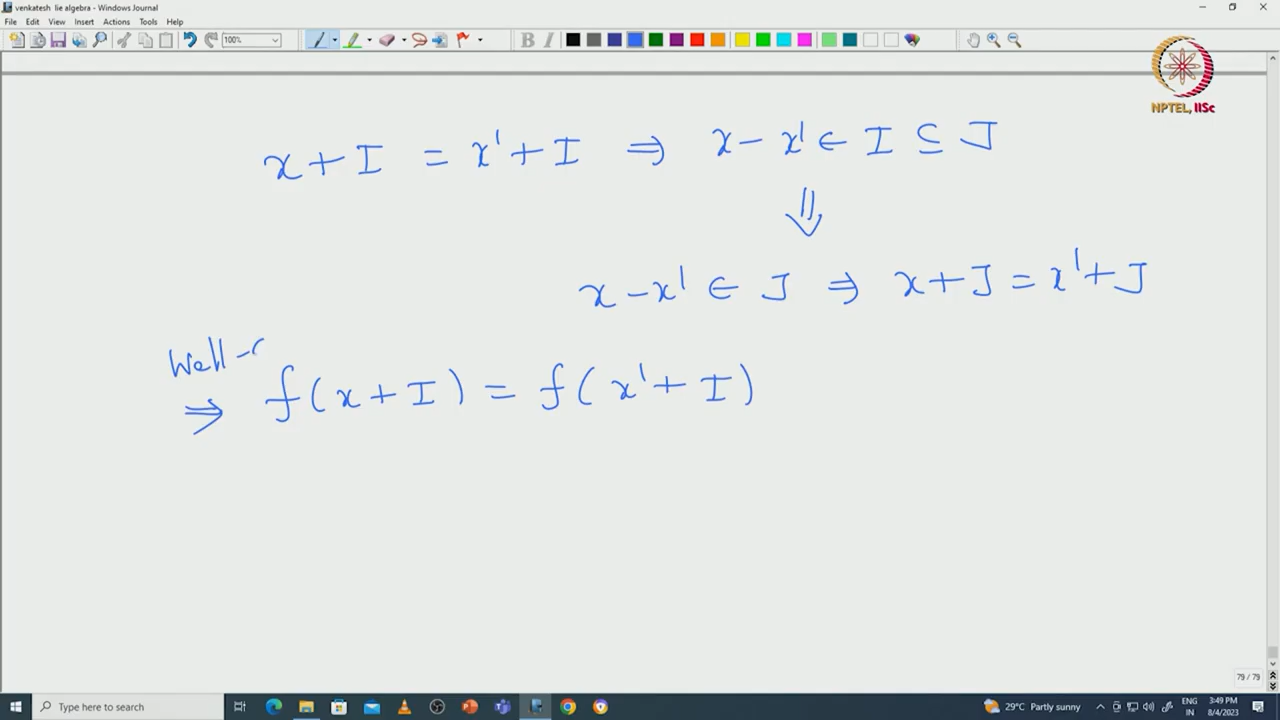 venkatesh lie algebra - Windows Journal
File Edit View Insert Actions Tools Help
100%
B I
NPTEL, IISc
x + I = x' + I ⇒ x - x' ∈ I ⊆ J
⇓
x - x' ∈ J ⇒ x + J = x' + J
Well -
⇒ f(x + I) = f(x' + I)
79 / 79
Type here to search
29°C Partly sunny
ENG
IN
3:49 PM
8/4/2023